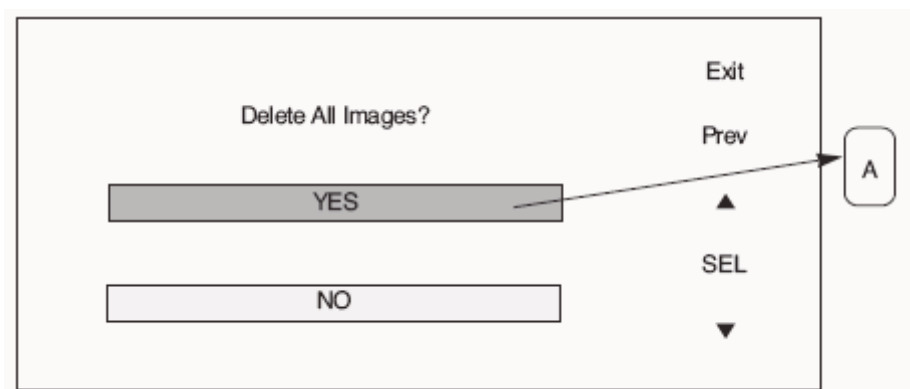 Delete All Images?
YES
NO
Exit
Prev
▲
SEL
▼
A